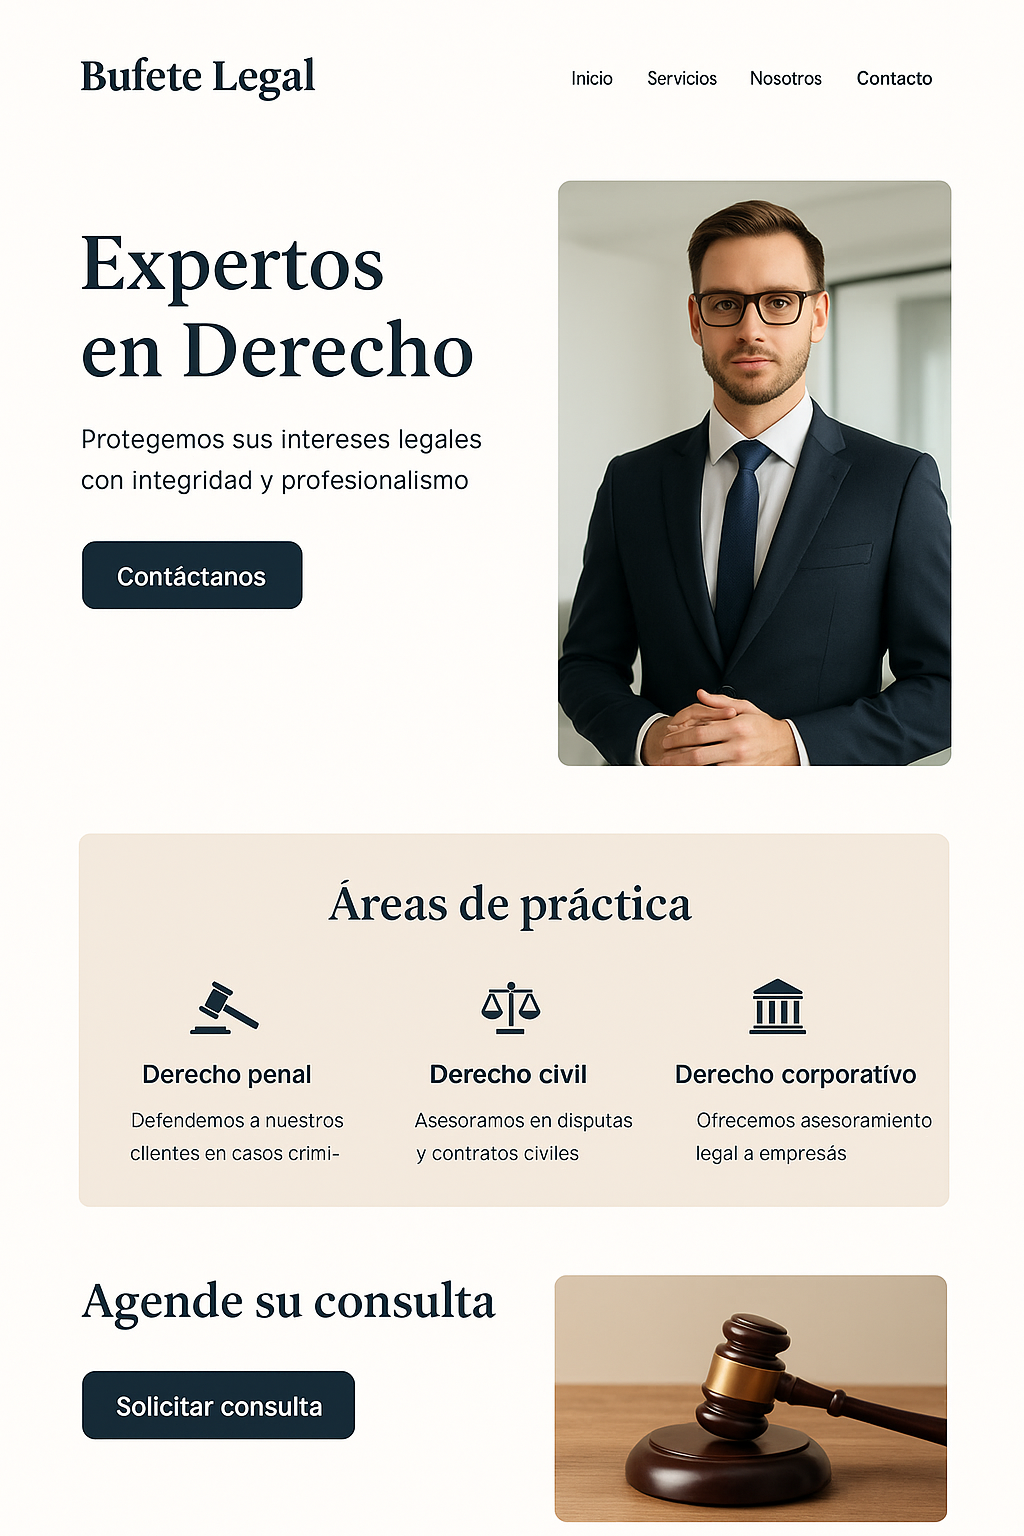 Bufete Legal
Inicio Servicios Nosotros Contacto
Expertos
en Derecho
Protegemos sus intereses legales
con integridad y profesionalismo
Contáctanos
Áreas de práctica
Derecho penal
Defendemos a nuestros
cllentes en casos crimi-
Derecho civil
Asesoramos en disputas
y contratos civiles
Derecho corporatívo
Ofrecemos asesoramiento
legal a empresás
Agende su consulta
Solicitar consulta